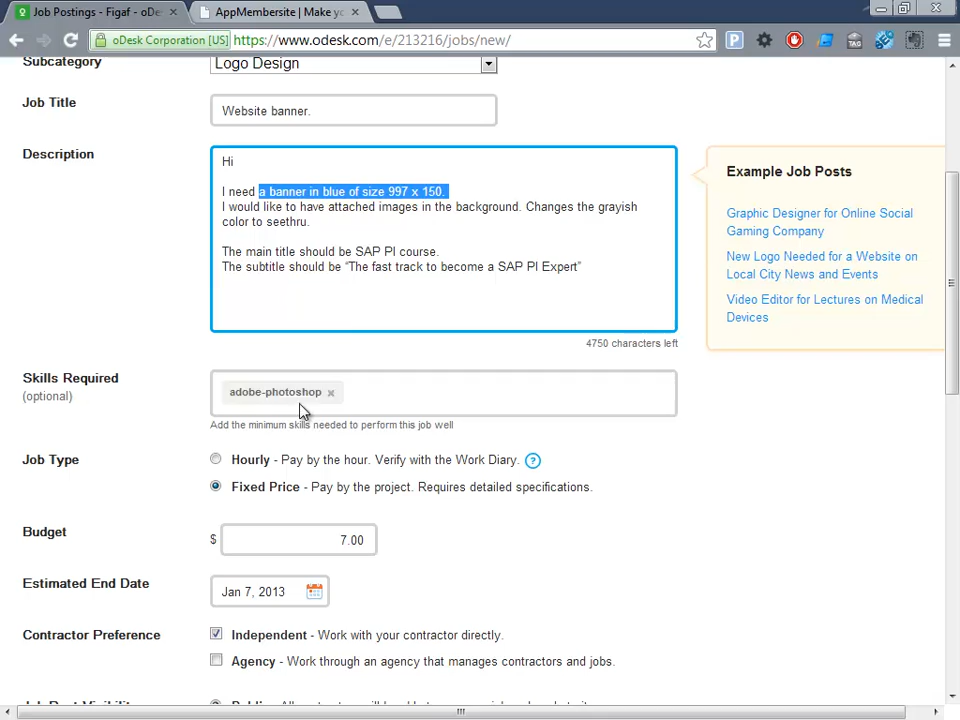 Job Postings - Figaf - oDe
AppMembersite | Make yo
oDesk Corporation [US]
https://www.odesk.com/e/213216/jobs/new/
TAG
Subcategory
Logo Design
Job Title
Website banner.
Description
Hi
I need a banner in blue of size 997 x 150.
I would like to have attached images in the background. Changes the grayish
color to seethru.
The main title should be SAP PI course.
The subtitle should be “The fast track to become a SAP PI Expert”
4750 characters left
Example Job Posts
Graphic Designer for Online Social
Gaming Company
New Logo Needed for a Website on
Local City News and Events
Video Editor for Lectures on Medical
Devices
Skills Required
(optional)
adobe-photoshop ×
Add the minimum skills needed to perform this job well
Job Type
Hourly - Pay by the hour. Verify with the Work Diary. ?
Fixed Price - Pay by the project. Requires detailed specifications.
Budget
$ 7.00
Estimated End Date
Jan 7, 2013
Contractor Preference
Independent - Work with your contractor directly.
Agency - Work through an agency that manages contractors and jobs.